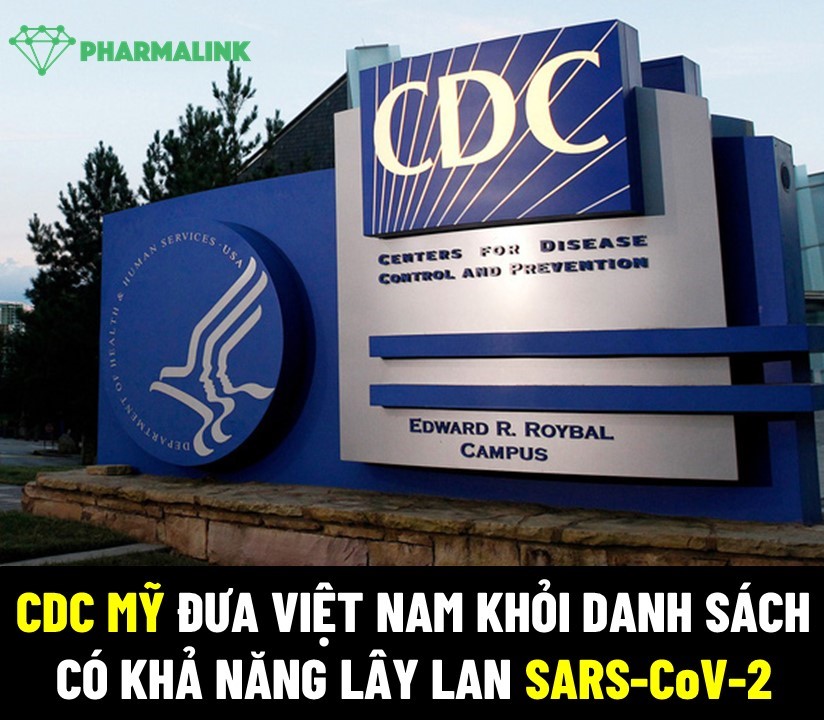 PHARMALINK
CDC
CENTERS FOR DISEASE
CONTROL AND PREVENTION
DEPARTMENT OF HEALTH & HUMAN SERVICES · USA
EDWARD R. ROYBAL
CAMPUS
CDC MỸ ĐƯA VIỆT NAM KHỎI DANH SÁCH
CÓ KHẢ NĂNG LÂY LAN SARS-CoV-2